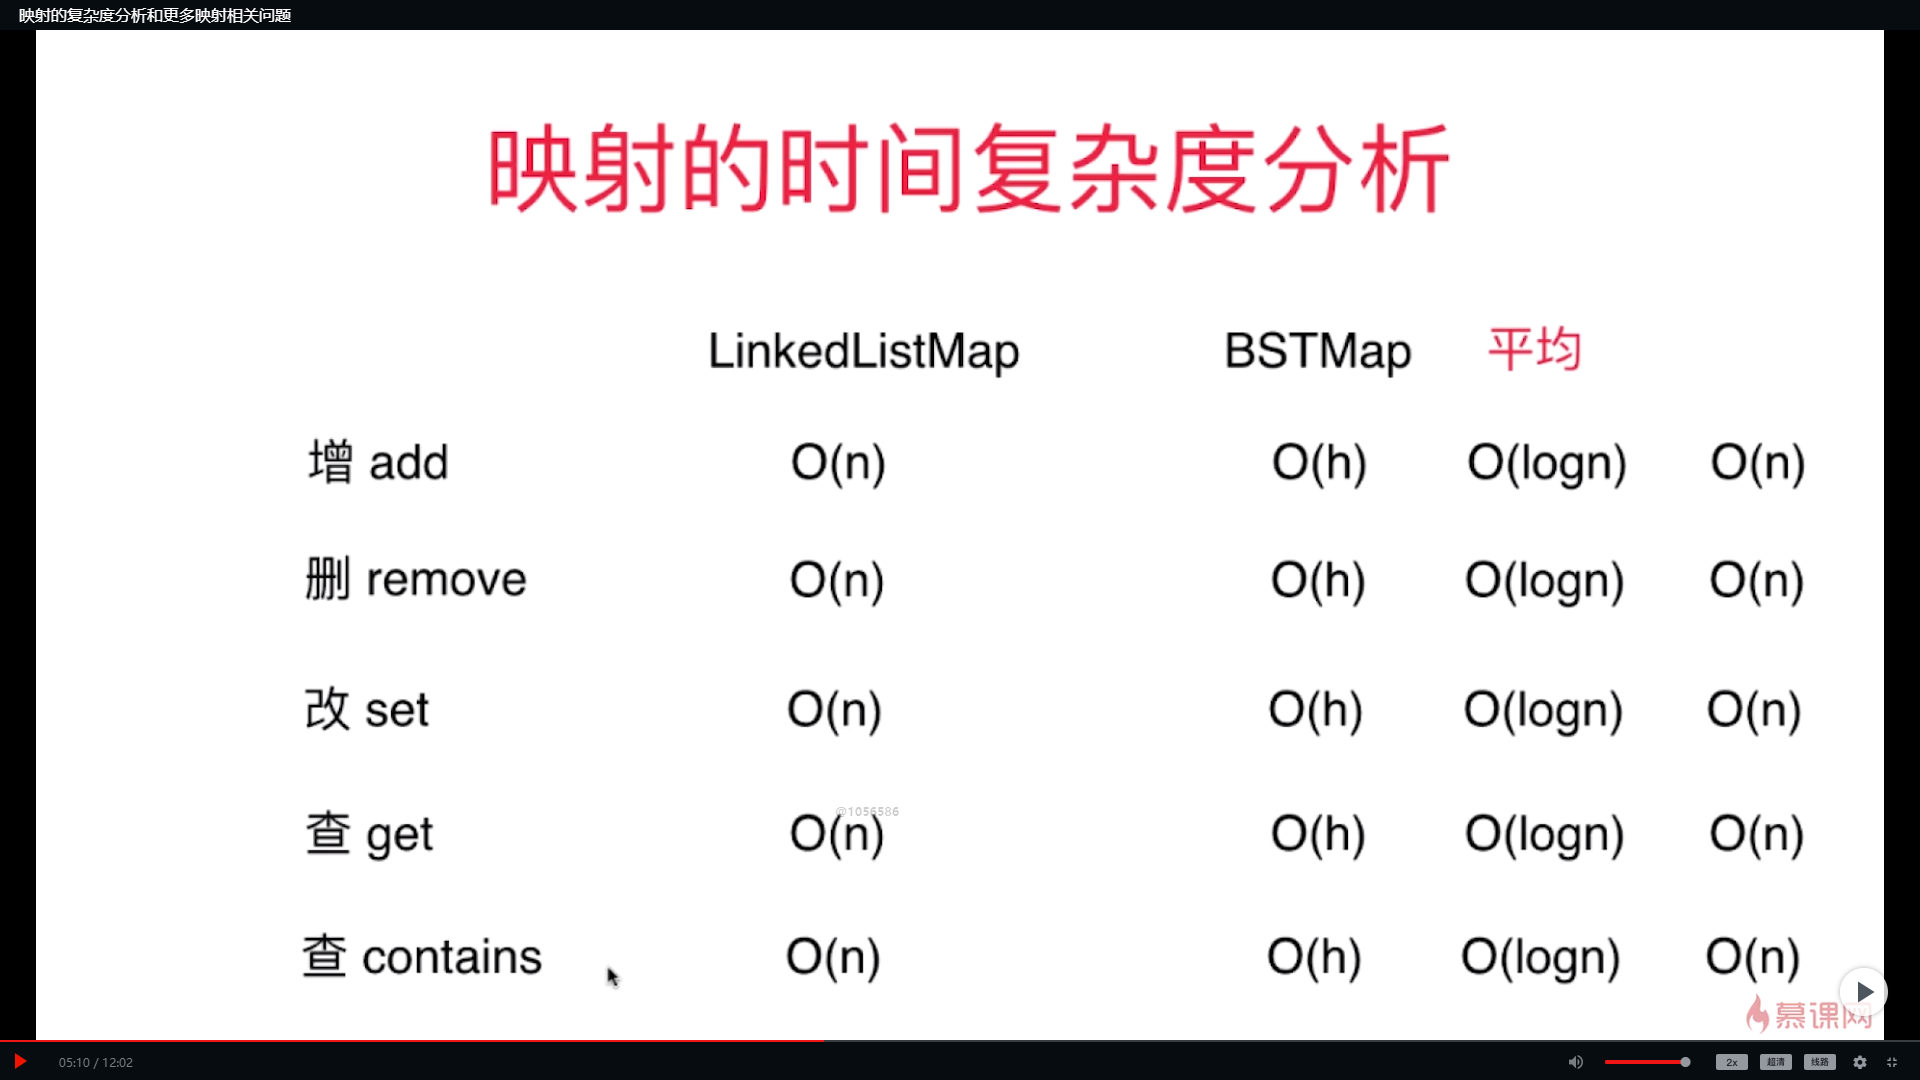 映射的复杂度分析和更多映射相关问题
映射的时间复杂度分析
LinkedListMap BSTMap 平均
增 add O(n) O(h) O(logn) O(n)
删 remove O(n) O(h) O(logn) O(n)
改 set O(n) O(h) O(logn) O(n)
@1056586
查 get O(n) O(h) O(logn) O(n)
查 contains O(n) O(h) O(logn) O(n)
慕课网
05:10 / 12:02 2x 超清 线路